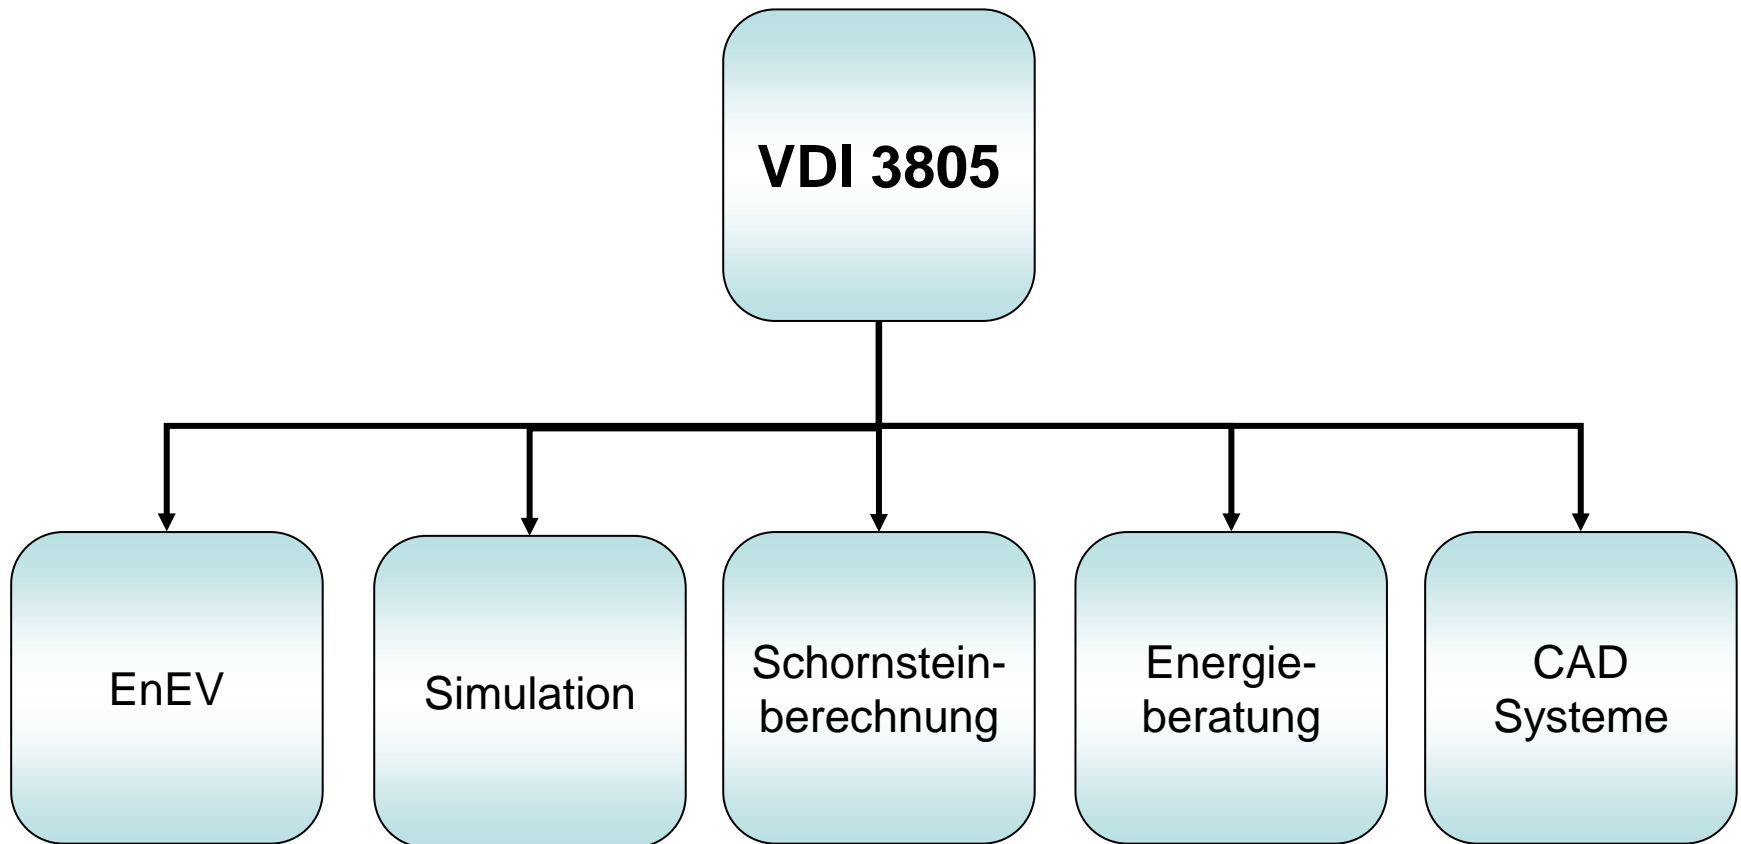 VDI 3805
EnEV
Simulation
Schornstein-
berechnung
Energie-
beratung
CAD
Systeme